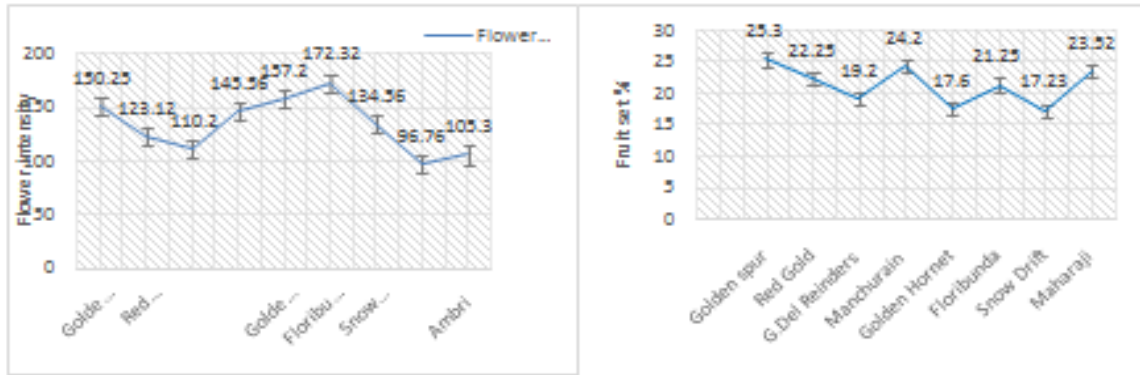 Flower...
200
150
100
50
0
Flower intensity
150.25
123.12
110.2
145.56
157.2
172.32
134.56
96.76
105.3
Golde...
Red...
Golde...
Floribu...
Snow...
Ambri
30
25
20
15
10
5
0
Fruit set %
25.3
22.25
19.2
24.2
17.6
21.25
17.23
23.52
Golden spur
Red Gold
G.Del Reinders
Manchurain
Golden Hornet
Floribunda
Snow Drift
Maharaji